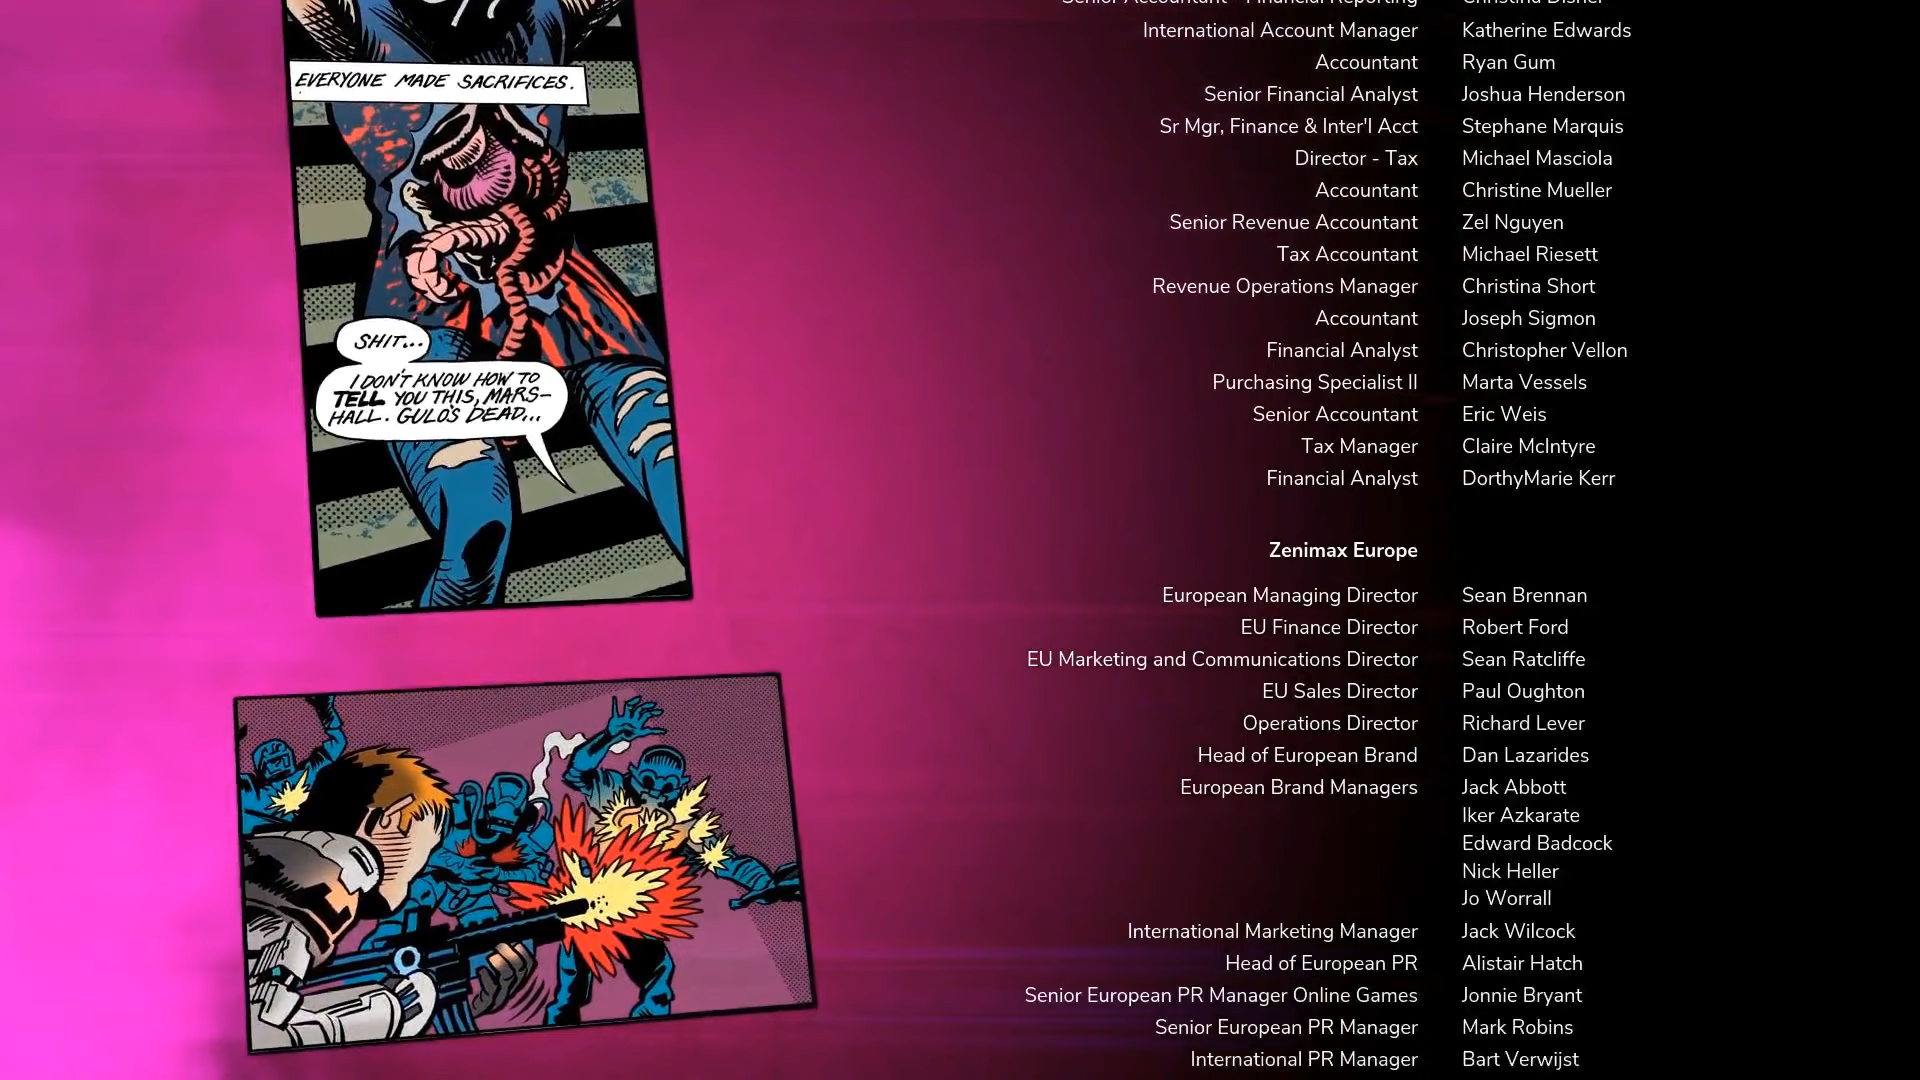 EVERYONE MADE SACRIFICES.
SHIT...
I DON'T KNOW HOW TO
TELL YOU THIS, MARS-
HALL. GULO'S DEAD...
Senior Accountant - Financial Reporting Christina Disher
International Account Manager Katherine Edwards
Accountant Ryan Gum
Senior Financial Analyst Joshua Henderson
Sr Mgr, Finance & Inter'l Acct Stephane Marquis
Director - Tax Michael Masciola
Accountant Christine Mueller
Senior Revenue Accountant Zel Nguyen
Tax Accountant Michael Riesett
Revenue Operations Manager Christina Short
Accountant Joseph Sigmon
Financial Analyst Christopher Vellon
Purchasing Specialist II Marta Vessels
Senior Accountant Eric Weis
Tax Manager Claire McIntyre
Financial Analyst DorthyMarie Kerr
Zenimax Europe
European Managing Director Sean Brennan
EU Finance Director Robert Ford
EU Marketing and Communications Director Sean Ratcliffe
EU Sales Director Paul Oughton
Operations Director Richard Lever
Head of European Brand Dan Lazarides
European Brand Managers Jack Abbott
Iker Azkarate
Edward Badcock
Nick Heller
Jo Worrall
International Marketing Manager Jack Wilcock
Head of European PR Alistair Hatch
Senior European PR Manager Online Games Jonnie Bryant
Senior European PR Manager Mark Robins
International PR Manager Bart Verwijst